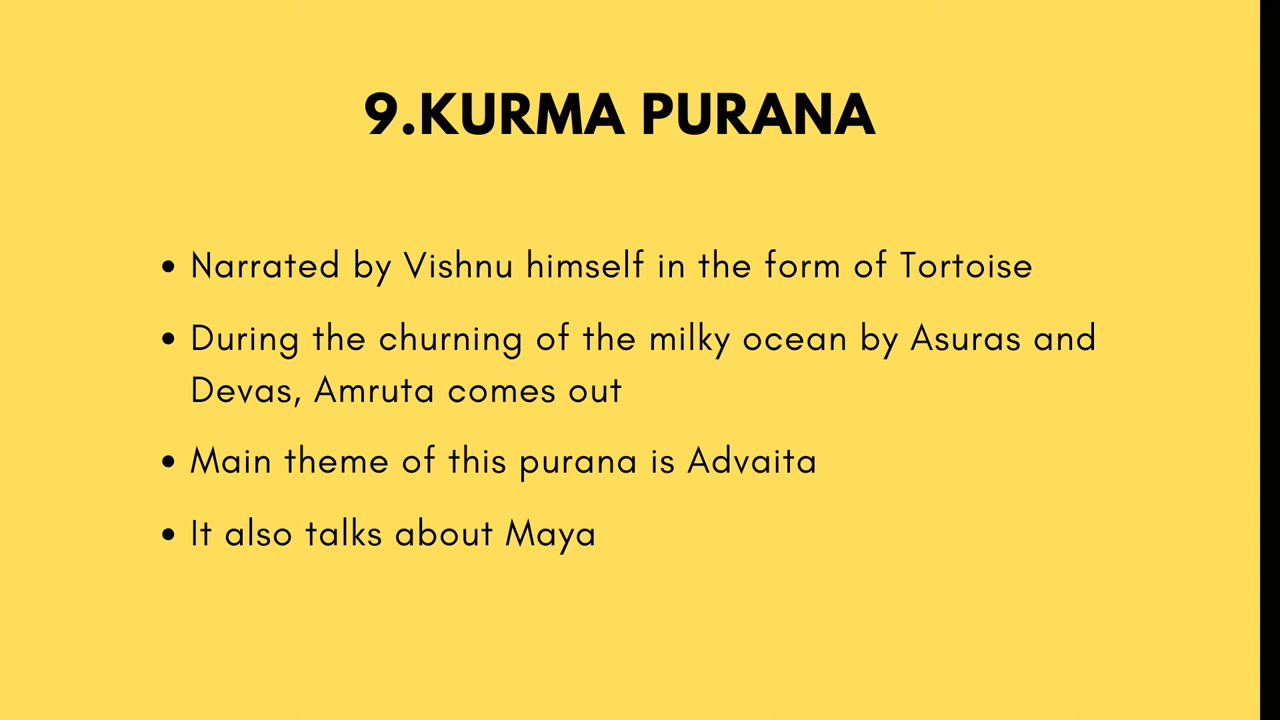 9.KURMA PURANA
• Narrated by Vishnu himself in the form of Tortoise
• During the churning of the milky ocean by Asuras and
Devas, Amruta comes out
• Main theme of this purana is Advaita
• It also talks about Maya